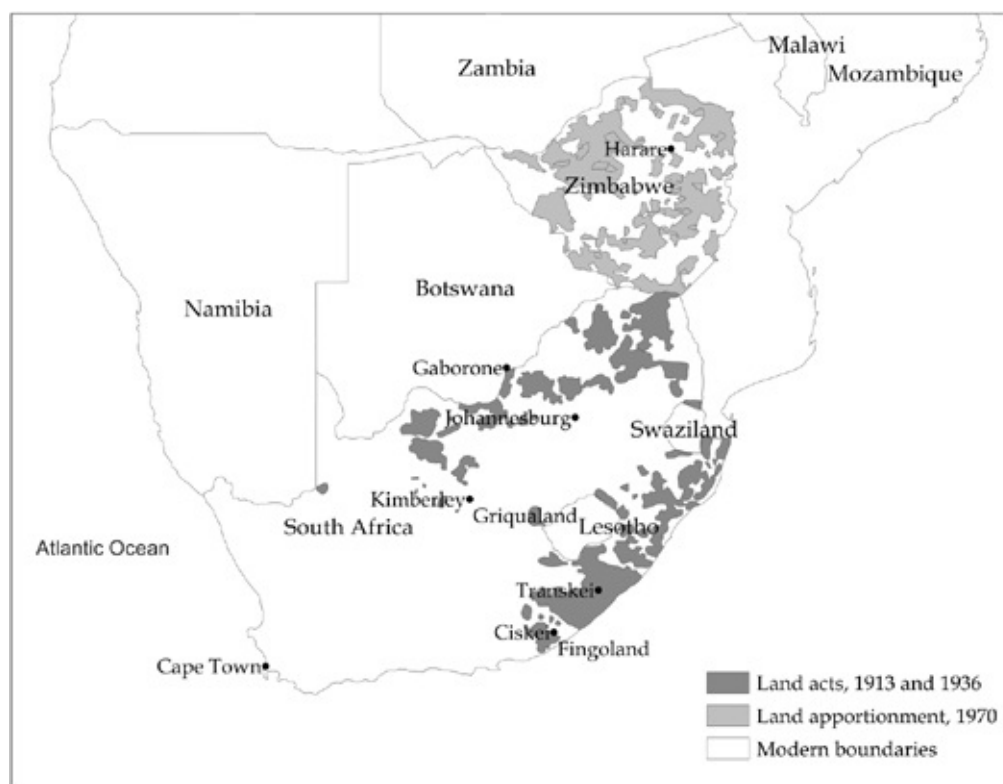 Malawi
Zambia
Mozambique
Harare
Zimbabwe
Botswana
Namibia
Gaborone
Johannesburg
Swaziland
Kimberley
Griqualand
South Africa
Lesotho
Atlantic Ocean
Transkei
Ciskei
Fingoland
Cape Town
Land acts, 1913 and 1936
Land apportionment, 1970
Modern boundaries